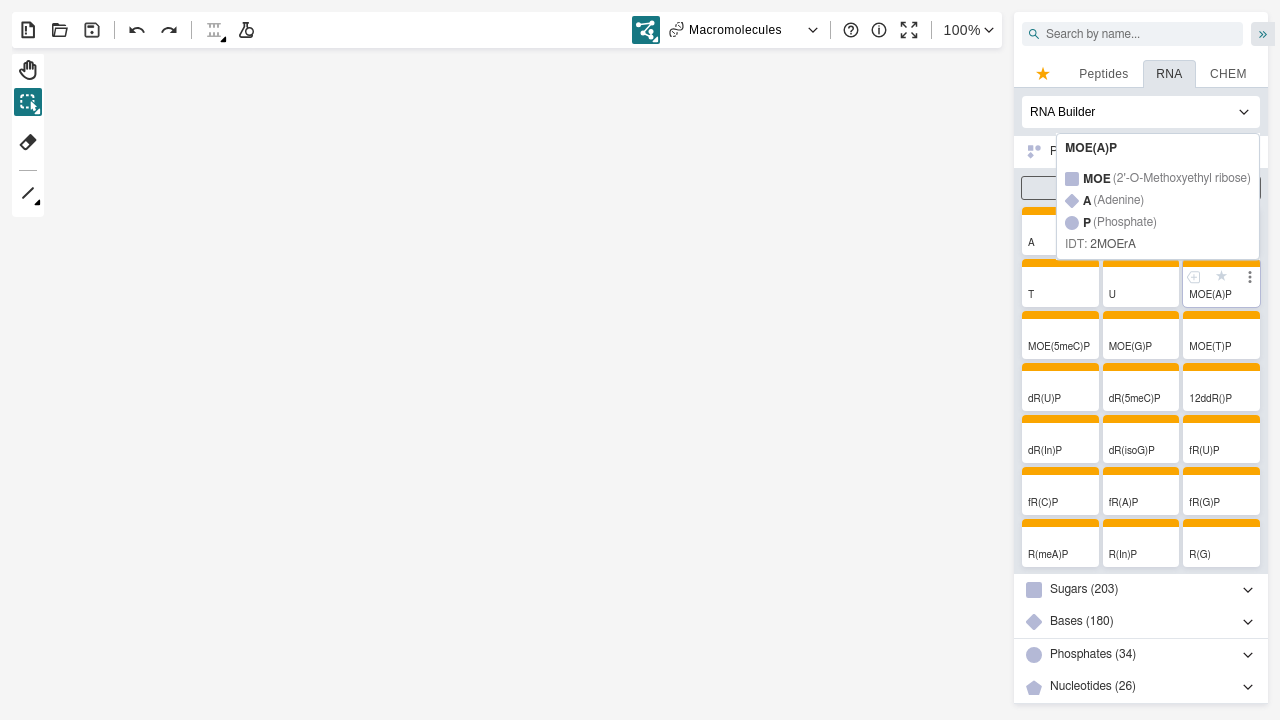 Macromolecules
100%
Search by name...
Peptides
RNA
CHEM
RNA Builder
MOE(A)P
MOE (2'-O-Methoxyethyl ribose)
A (Adenine)
P (Phosphate)
IDT: 2MOErA
A
T
U
MOE(A)P
MOE(5meC)P
MOE(G)P
MOE(T)P
dR(U)P
dR(5meC)P
12ddR()P
dR(In)P
dR(isoG)P
fR(U)P
fR(C)P
fR(A)P
fR(G)P
R(meA)P
R(In)P
R(G)
Sugars (203)
Bases (180)
Phosphates (34)
Nucleotides (26)